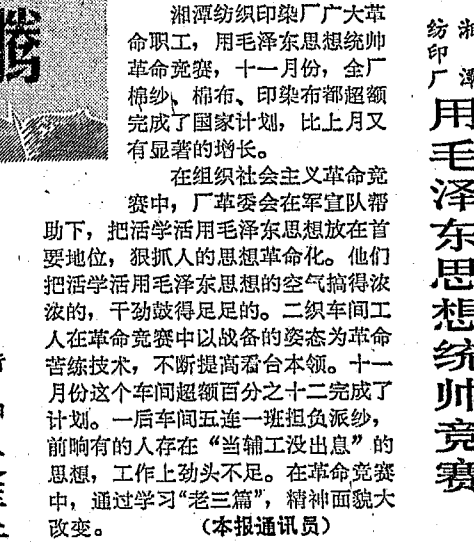 湘潭
纺印厂
用毛泽东思想统帅竞赛
湘潭纺织印染厂广大革
命职工，用毛泽东思想统帅
革命竞赛，十一月份，全厂
棉纱、棉布、印染布都超额
完成了国家计划，比上月又
有显著的增长。
在组织社会主义革命竞
赛中，厂革委会在军宣队帮
助下，把活学活用毛泽东思想放在首
要地位，狠抓人的思想革命化。他们
把活学活用毛泽东思想的空气搞得浓
浓的，干劲鼓得足足的。二织车间工
人在革命竞赛中以战备的姿态为革命
苦练技术，不断提高看台本领。十一
月份这个车间超额百分之十二完成了
计划。一后车间五连一班担负派纱，
前晌有的人存在“当辅工没出息”的
思想，工作上劲头不足。在革命竞赛
中，通过学习“老三篇”，精神面貌大
改变。（本报通讯员）
腾